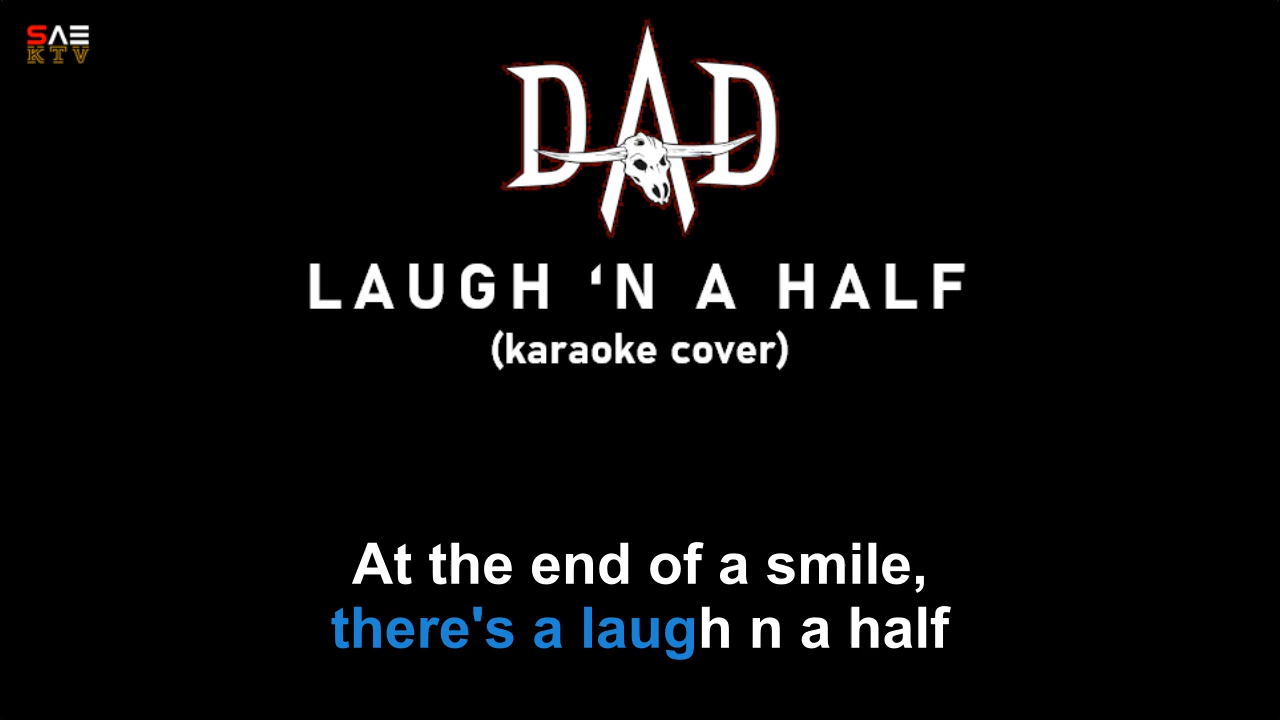 SAE
KTV
DAD
LAUGH ‘N A HALF
(karaoke cover)
At the end of a smile,
there's a laugh n a half